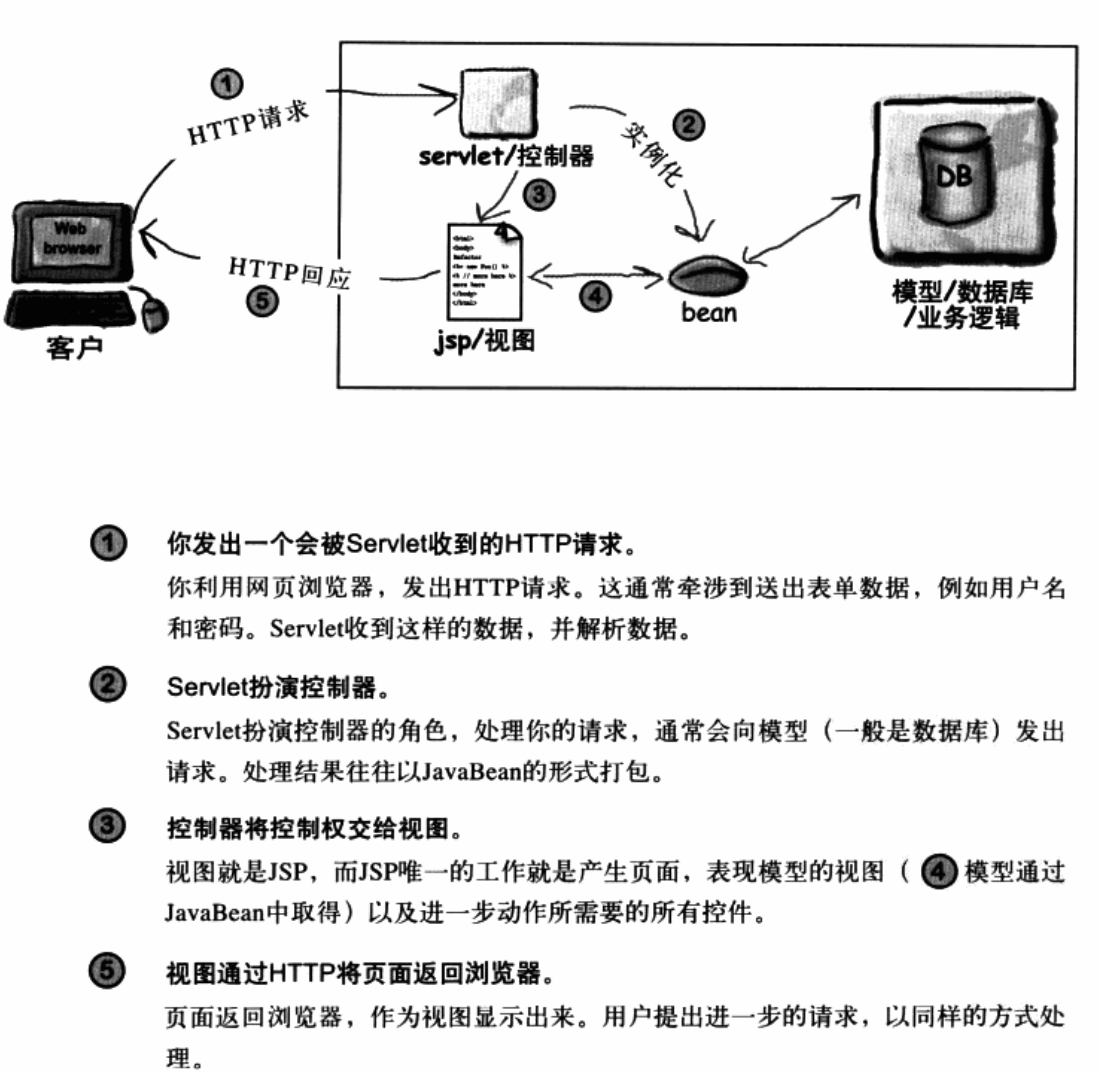 ①
HTTP请求
servlet/控制器
实例化
②
③
DB
Web
browser
4
<html>
<body>
</body>
</html>
HTTP回应
⑤
④
bean
模型/数据库
/业务逻辑
客户
jsp/视图
① 你发出一个会被Servlet收到的HTTP请求。
你利用网页浏览器，发出HTTP请求。这通常牵涉到送出表单数据，例如用户名
和密码。Servlet收到这样的数据，并解析数据。
② Servlet扮演控制器。
Servlet扮演控制器的角色，处理你的请求，通常会向模型（一般是数据库）发出
请求。处理结果往往以JavaBean的形式打包。
③ 控制器将控制权交给视图。
视图就是JSP，而JSP唯一的工作就是产生页面，表现模型的视图（④模型通过
JavaBean中取得）以及进一步动作所需要的所有控件。
⑤ 视图通过HTTP将页面返回浏览器。
页面返回浏览器，作为视图显示出来。用户提出进一步的请求，以同样的方式处
理。